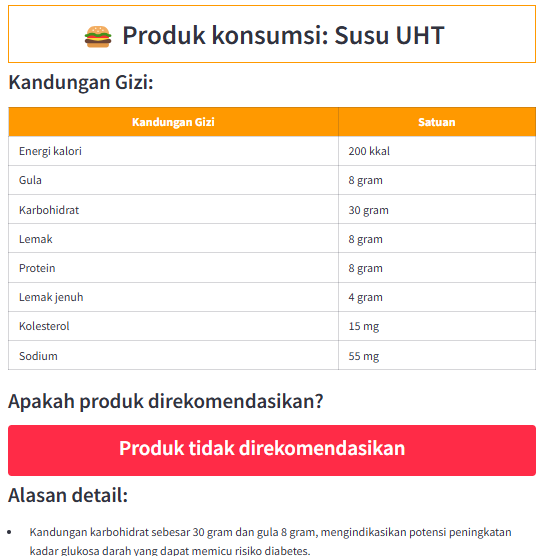 🍔 Produk konsumsi: Susu UHT
Kandungan Gizi:
Kandungan Gizi Satuan
Energi kalori 200 kkal
Gula 8 gram
Karbohidrat 30 gram
Lemak 8 gram
Protein 8 gram
Lemak jenuh 4 gram
Kolesterol 15 mg
Sodium 55 mg
Apakah produk direkomendasikan?
Produk tidak direkomendasikan
Alasan detail:
• Kandungan karbohidrat sebesar 30 gram dan gula 8 gram, mengindikasikan potensi peningkatan
kadar glukosa darah yang dapat memicu risiko diabetes.